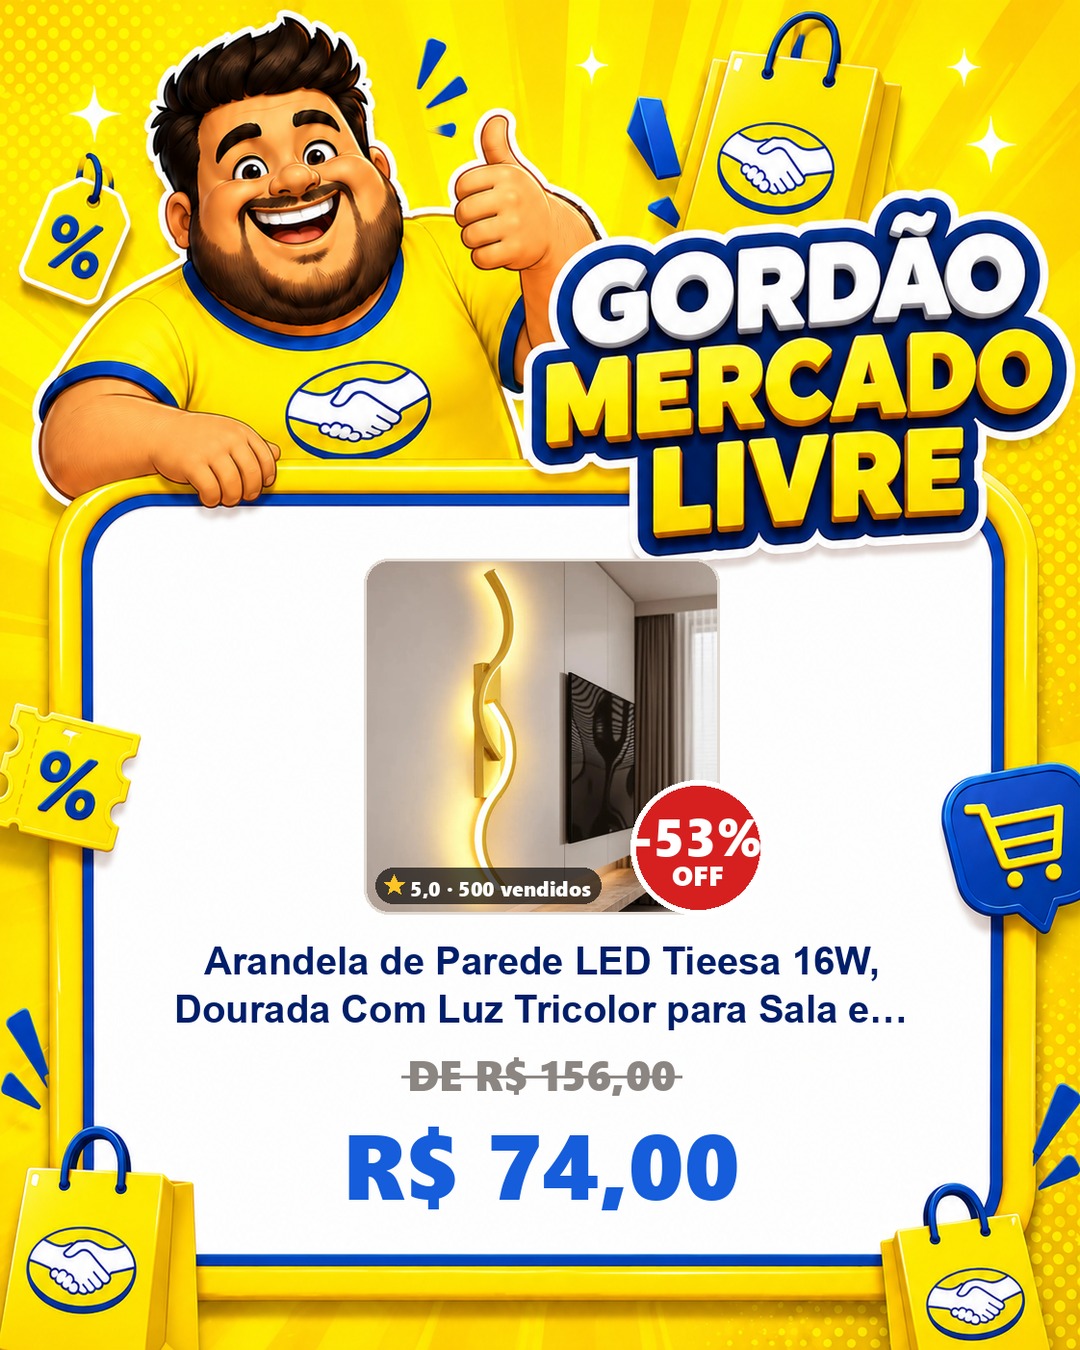 %
GORDÃO
MERCADO
LIVRE
%
-53%
OFF
5,0 · 500 vendidos
Arandela de Parede LED Tieesa 16W,
Dourada Com Luz Tricolor para Sala e...
DE R$ 156,00
R$ 74,00